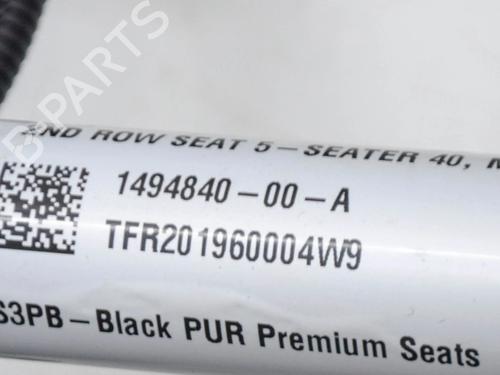 2ND ROW SEAT 5-SEATER 40,
1494840-00-A
TFR201960004W9
S3PB-Black PUR Premium Seats
B-PARTS